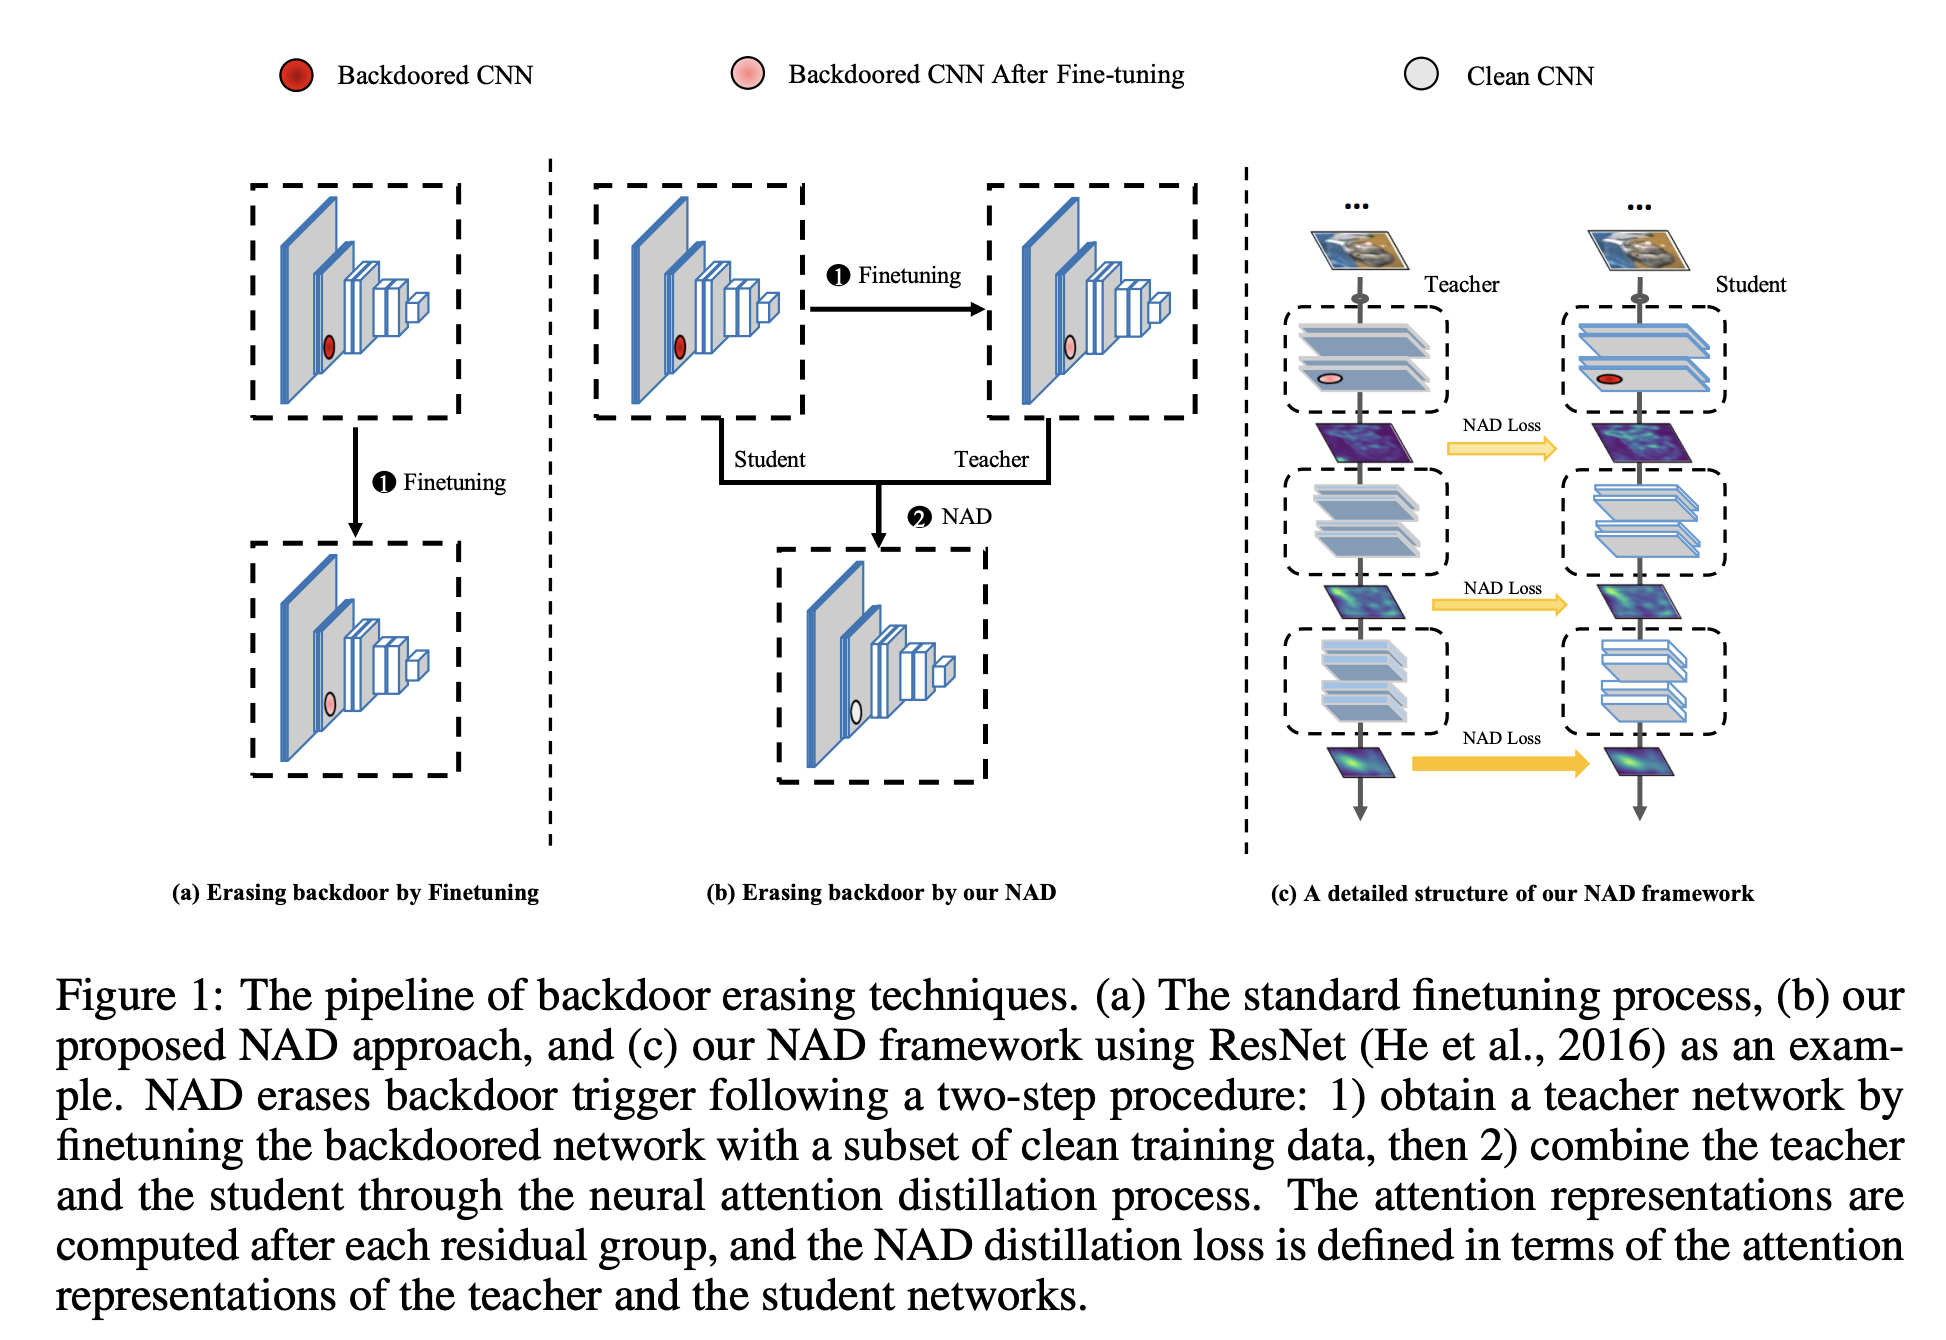 Backdoored CNN
Backdoored CNN After Fine-tuning
Clean CNN
❶ Finetuning
(a) Erasing backdoor by Finetuning
❶ Finetuning
Student
Teacher
❷ NAD
(b) Erasing backdoor by our NAD
...
...
Teacher
Student
NAD Loss
NAD Loss
NAD Loss
(c) A detailed structure of our NAD framework
Figure 1: The pipeline of backdoor erasing techniques. (a) The standard finetuning process, (b) our
proposed NAD approach, and (c) our NAD framework using ResNet (He et al., 2016) as an exam-
ple. NAD erases backdoor trigger following a two-step procedure: 1) obtain a teacher network by
finetuning the backdoored network with a subset of clean training data, then 2) combine the teacher
and the student through the neural attention distillation process. The attention representations are
computed after each residual group, and the NAD distillation loss is defined in terms of the attention
representations of the teacher and the student networks.